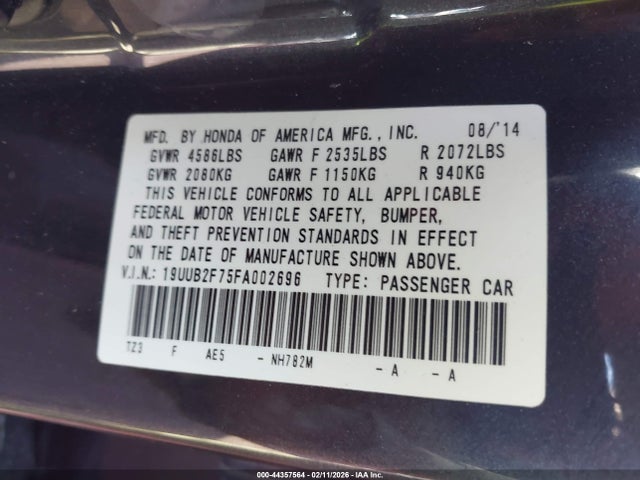 MFD. BY HONDA OF AMERICA MFG., INC. 08/'14
GVWR 4586LBS GAWR F 2535LBS R 2072LBS
GVWR 2080KG GAWR F 1150KG R 940KG
THIS VEHICLE CONFORMS TO ALL APPLICABLE
FEDERAL MOTOR VEHICLE SAFETY, BUMPER,
AND THEFT PREVENTION STANDARDS IN EFFECT
ON THE DATE OF MANUFACTURE SHOWN ABOVE.
V.I.N.: 19UUB2F75FA002696 TYPE: PASSENGER CAR
TZ3 F AE5 - NH782M - A - A
000-44357564 - 02/11/2026 - IAA Inc.